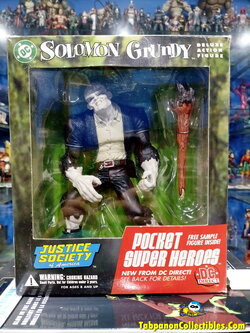 DC
SOLOMON GRUNDY
DELUXE
ACTION
FIGURE
JUSTICE
SOCIETY
of America
WARNING: CHOKING HAZARD
FOR AGES 8 AND UP
POCKET
SUPER HEROES
FREE SAMPLE
FIGURE INSIDE!
NEW FROM DC DIRECT!
SEE BACK FOR DETAILS!
DC
DIRECT
TabpanonCollectibles.Com